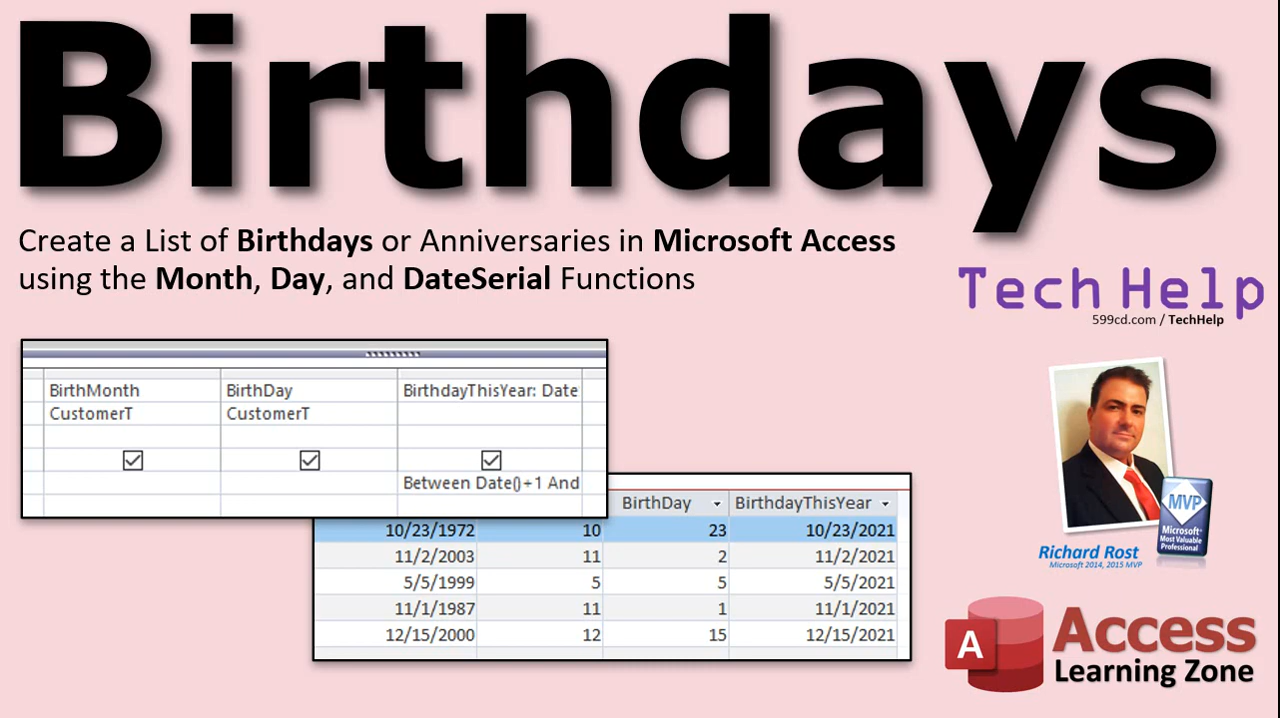 Birthdays
Create a List of Birthdays or Anniversaries in Microsoft Access
using the Month, Day, and DateSerial Functions
Tech Help
599cd.com / TechHelp
BirthMonth BirthDay BirthdayThisYear: Date
CustomerT CustomerT
Between Date()+1 And
BirthDay BirthdayThisYear
10/23/1972 10 23 10/23/2021
11/2/2003 11 2 11/2/2021
5/5/1999 5 5 5/5/2021
11/1/1987 11 1 11/1/2021
12/15/2000 12 15 12/15/2021
MVP
Microsoft
Most Valuable
Professional
Richard Rost
Microsoft 2014, 2015 MVP
A
Access
Learning Zone